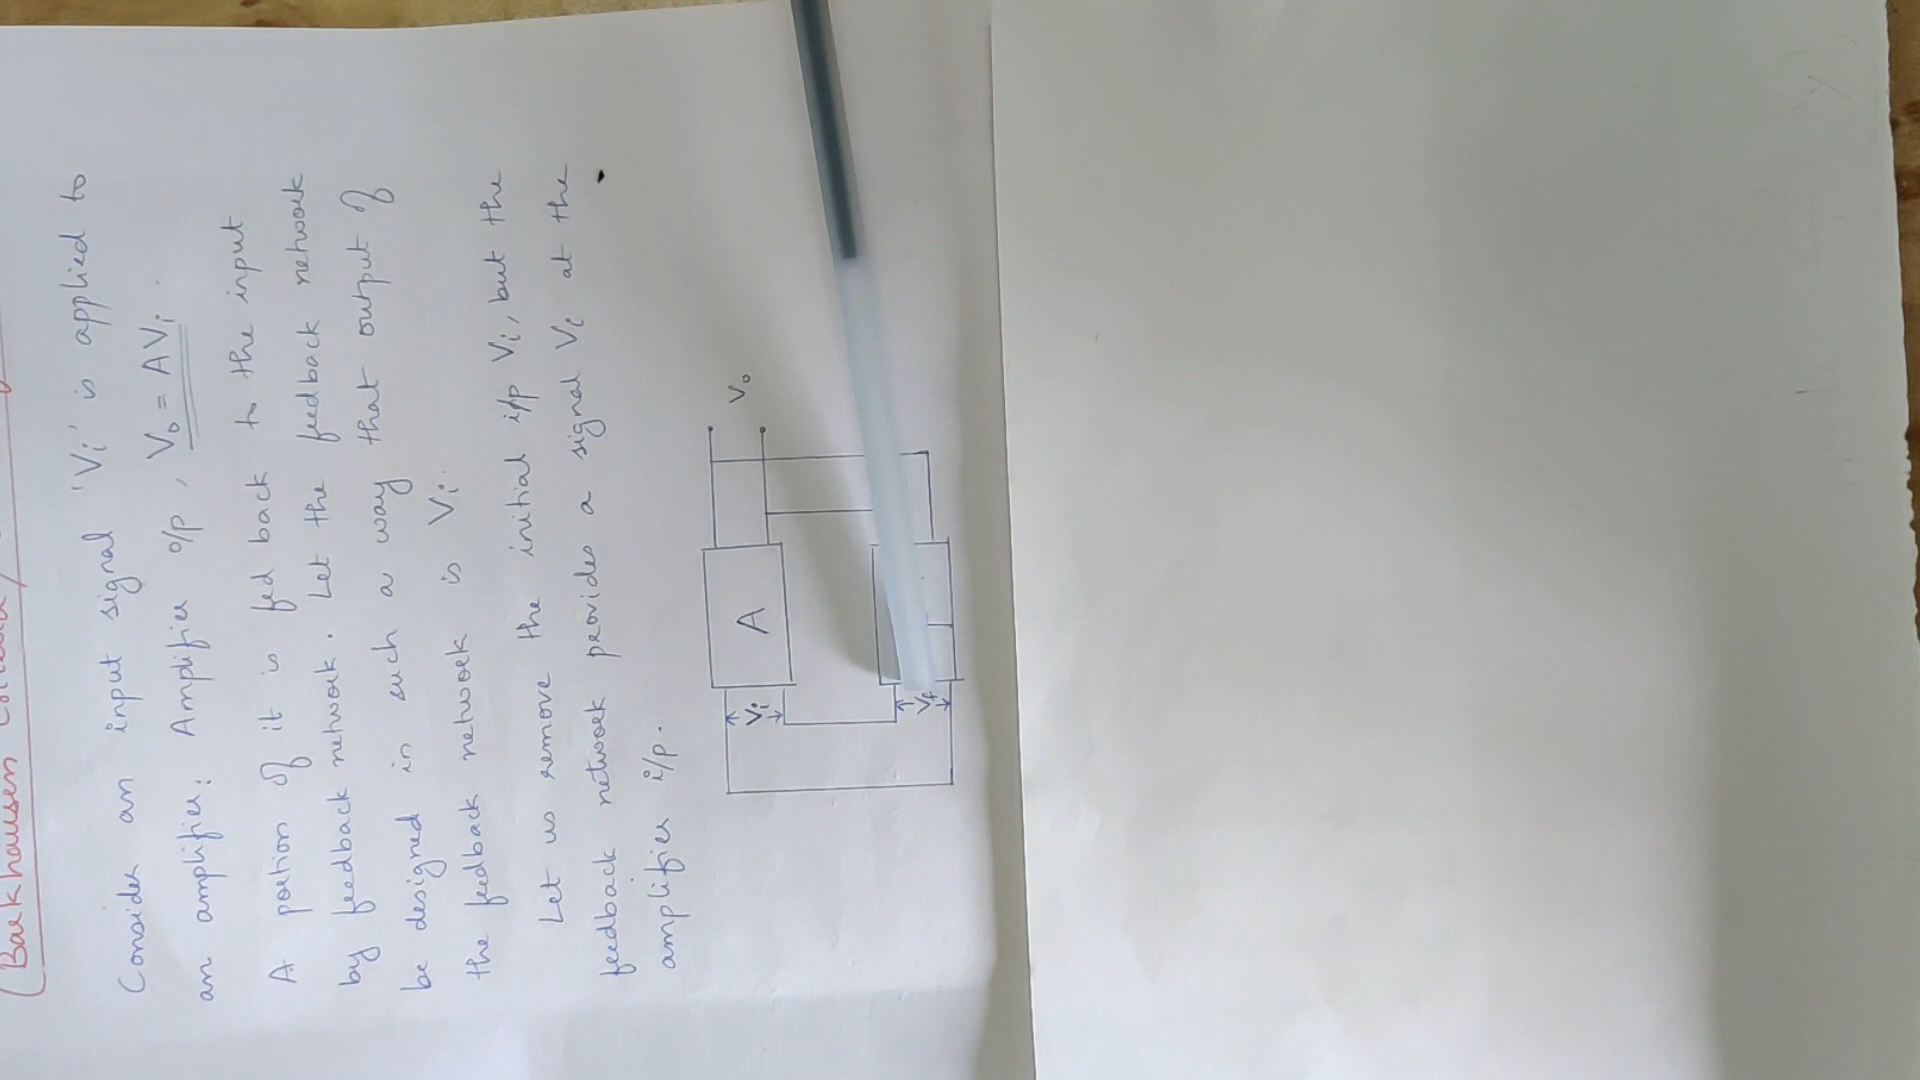 (Barkhausen
Consider an input signal 'Vi' is applied to
an amplifier. Amplifier o/p, Vo = AVi.
A portion of it is fed back to the input
by feedback network. Let the feedback network
be designed in such a way that output of
the feedback network is Vi.
Let us remove the initial i/p Vi, but the
feedback network provides a signal Vi at the
amplifier i/p.
A
Vi
Vo
Vf